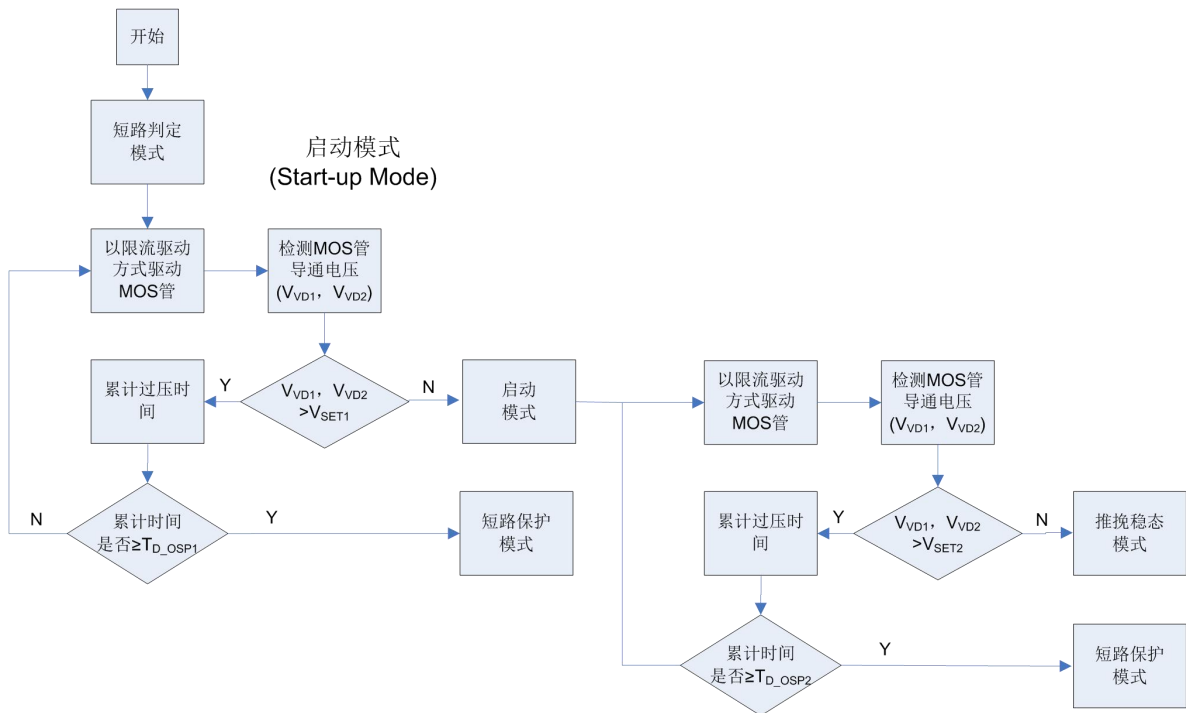 开始
短路判定
模式
启动模式
(Start-up Mode)
以限流驱动
方式驱动
MOS管
检测MOS管
导通电压
(VVD1，VVD2)
累计过压时
间
Y
VVD1，VVD2
>VSET1
N
启动
模式
以限流驱动
方式驱动
MOS管
检测MOS管
导通电压
(VVD1，VVD2)
N
累计时间
是否≥TD_OSP1
Y
短路保护
模式
累计过压时
间
Y
VVD1，VVD2
>VSET2
N
推挽稳态
模式
累计时间
是否≥TD_OSP2
Y
短路保护
模式